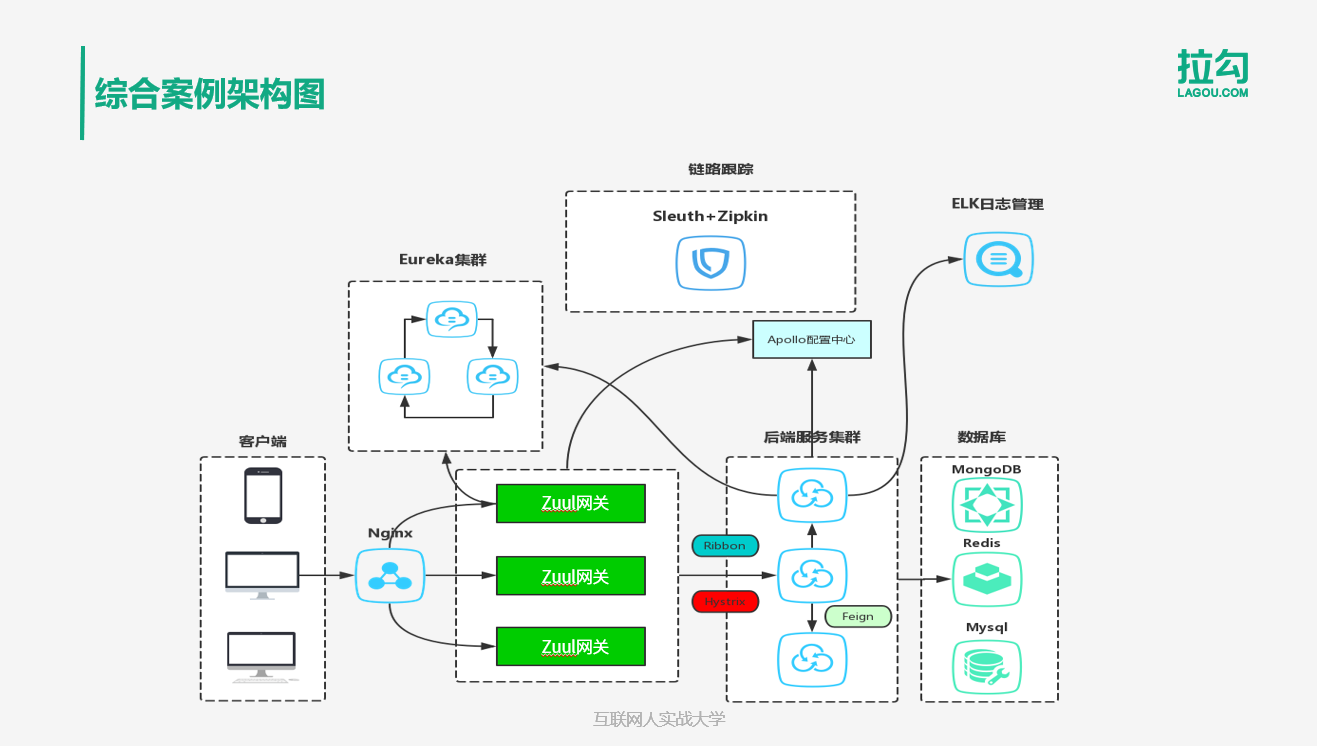 综合案例架构图
拉勾
LAGOU.COM
链路跟踪
Sleuth+Zipkin
ELK日志管理
Eureka集群
Apollo配置中心
客户端
后端服务集群
数据库
MongoDB
Zuul网关
Nginx
Ribbon
Redis
Zuul网关
Hystrix
Feign
Mysql
Zuul网关
互联网人实战大学